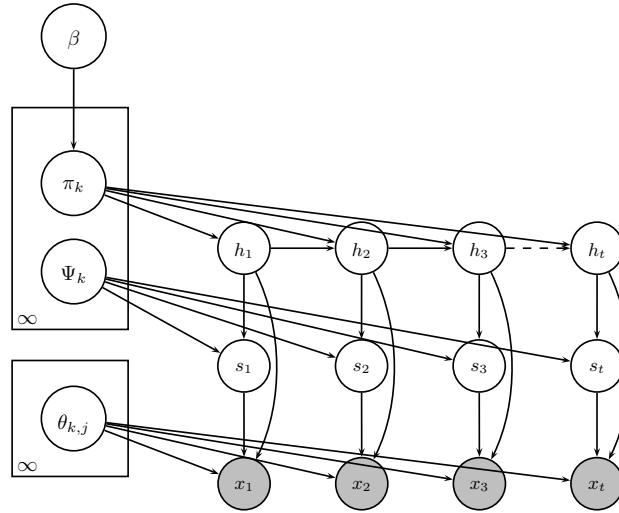 β
π_k
h_1 h_2 h_3 h_t
Ψ_k
∞
s_1 s_2 s_3 s_t
θ_{k,j}
∞
x_1 x_2 x_3 x_t